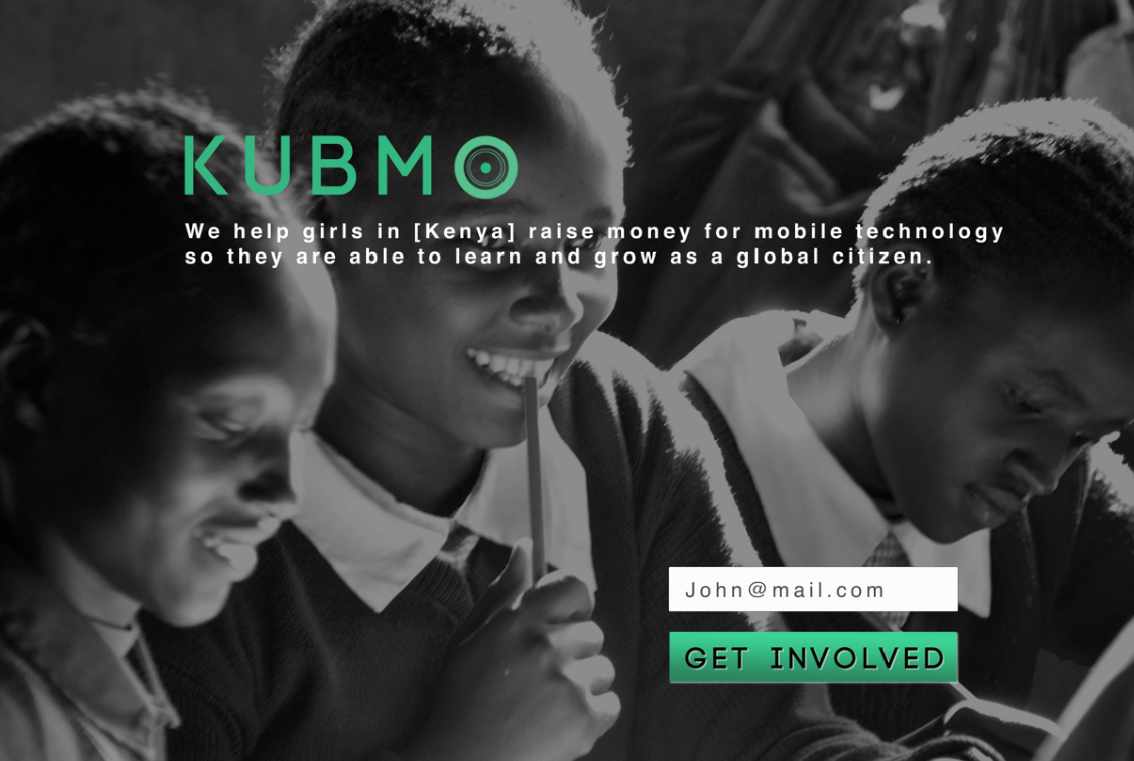 KUBMO
We help girls in [Kenya] raise money for mobile technology
so they are able to learn and grow as a global citizen.
John@mail.com
GET INVOLVED